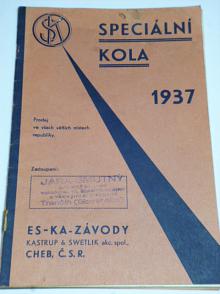 SPECIÁLNÍ
KOLA
1937
Prodej
ve všech větších místech
republiky.
Zastoupení:
ES-KA-ZÁVODY
KASTRUP & SWETLIK akc. spol.,
CHEB, Č.S.R.